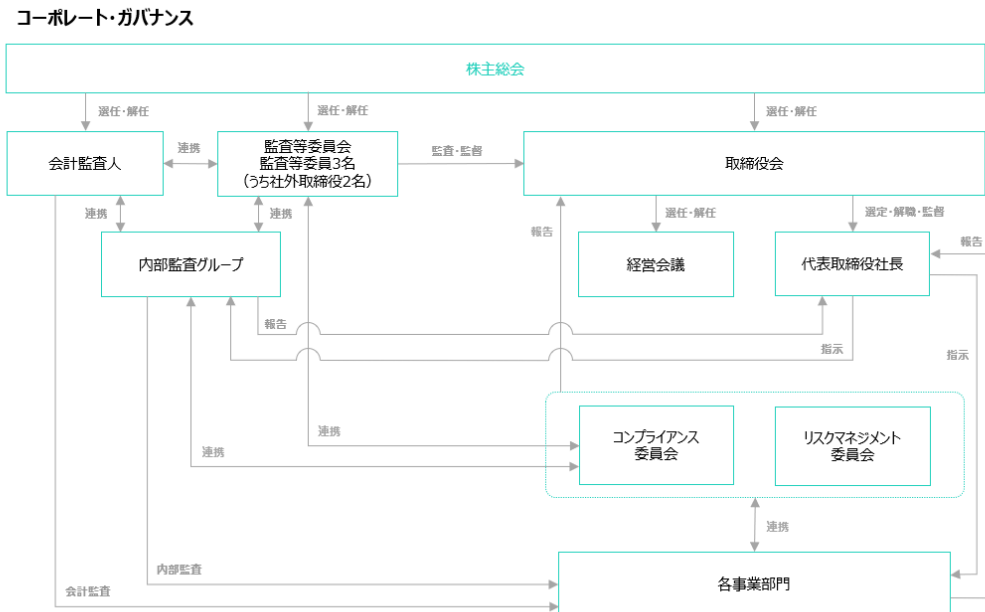 コーポレート・ガバナンス
株主総会
選任・解任
選任・解任
選任・解任
会計監査人
連携
監査等委員会
監査等委員3名
（うち社外取締役2名）
監査・監督
取締役会
連携
連携
報告
選任・解任
選定・解職・監督
内部監査グループ
経営会議
代表取締役社長
報告
報告
指示
指示
連携
連携
コンプライアンス
委員会
リスクマネジメント
委員会
連携
内部監査
会計監査
各事業部門